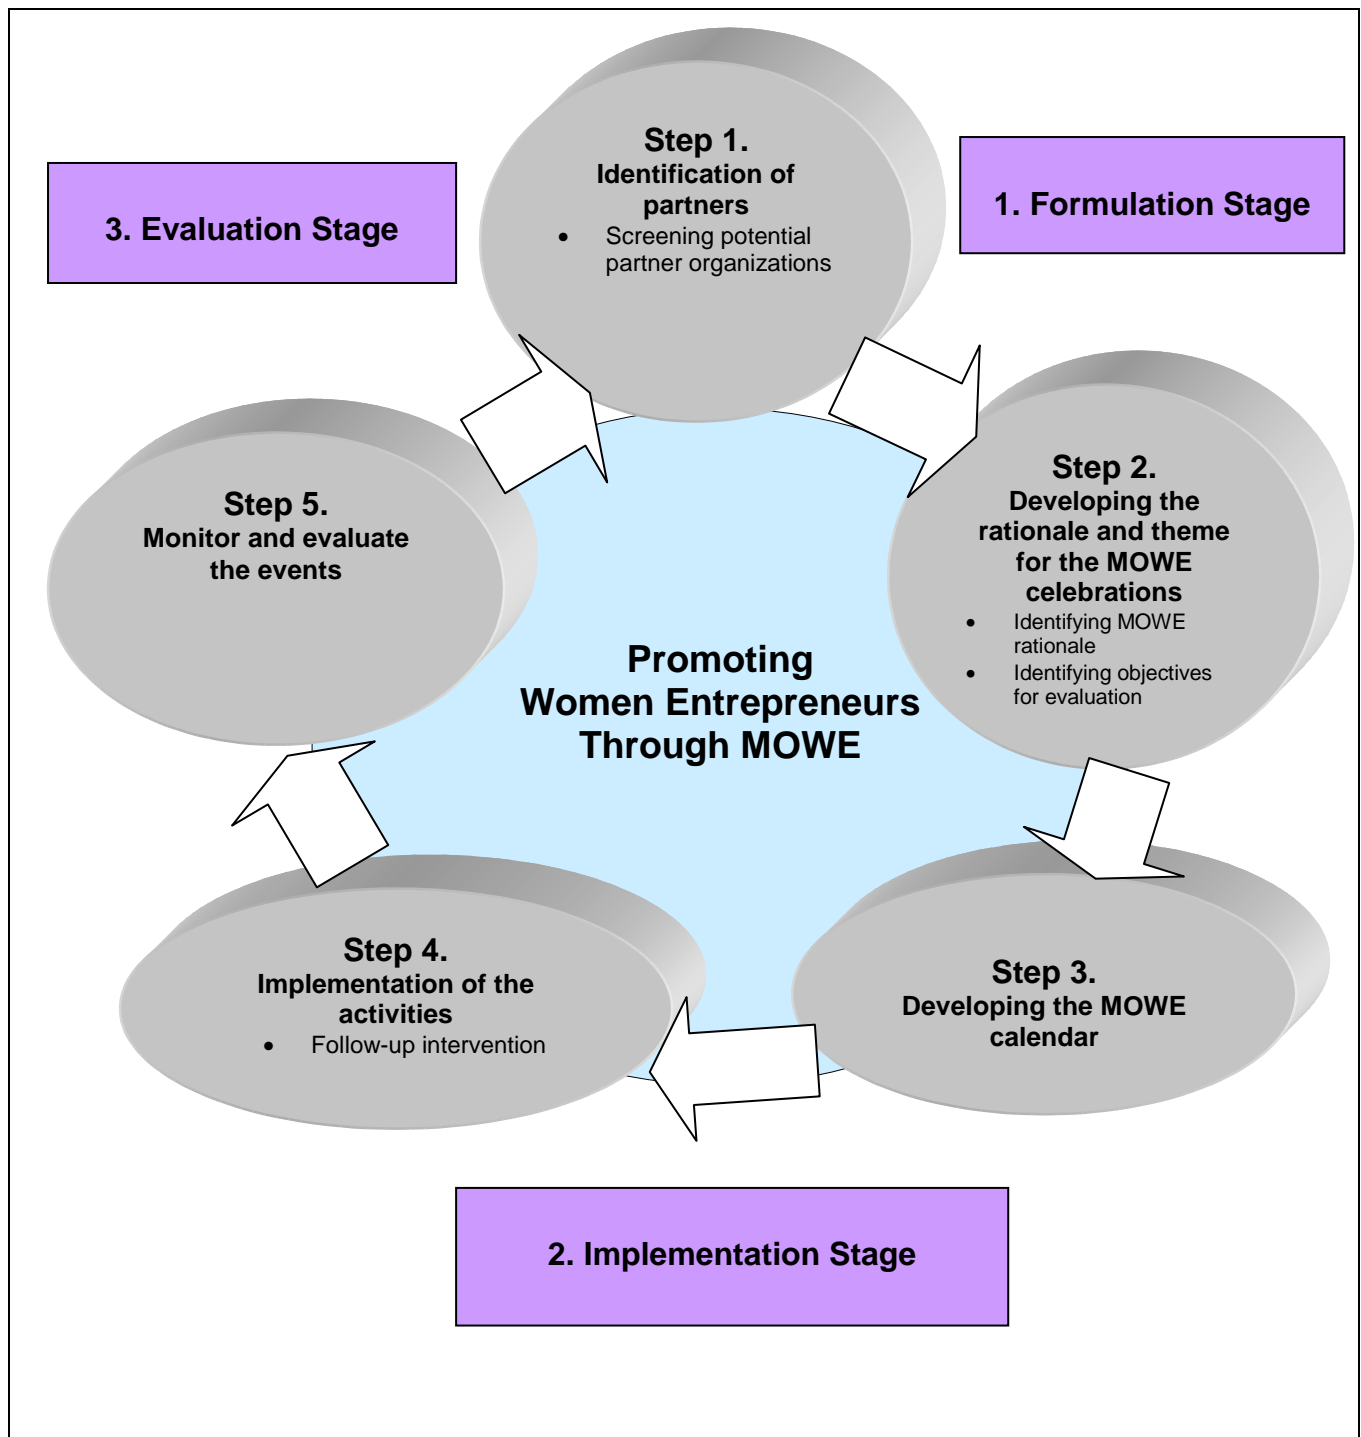 Step 1.
Identification of
partners
• Screening potential
partner organizations
1. Formulation Stage
3. Evaluation Stage
Step 2.
Developing the
rationale and theme
for the MOWE
celebrations
• Identifying MOWE
rationale
• Identifying objectives
for evaluation
Step 5.
Monitor and evaluate
the events
Promoting
Women Entrepreneurs
Through MOWE
Step 4.
Implementation of the
activities
• Follow-up intervention
Step 3.
Developing the MOWE
calendar
2. Implementation Stage